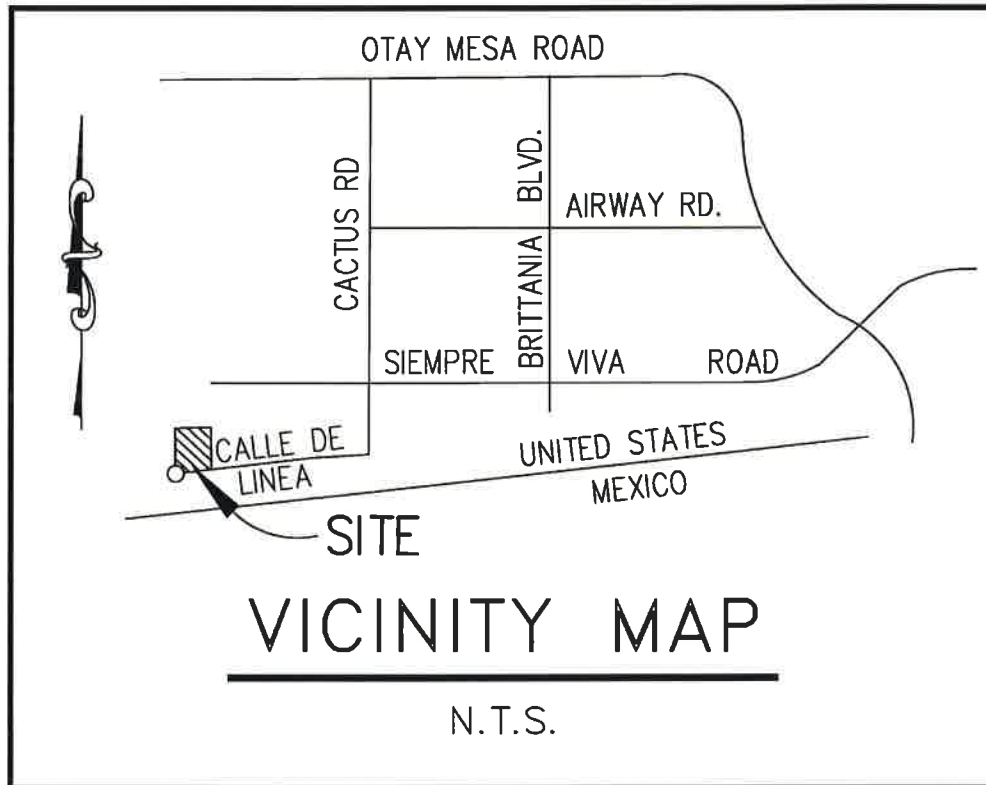 OTAY MESA ROAD
CACTUS RD
BRITTANIA BLVD.
AIRWAY RD.
SIEMPRE VIVA ROAD
CALLE DE
LINEA
UNITED STATES
MEXICO
SITE
VICINITY MAP
N.T.S.